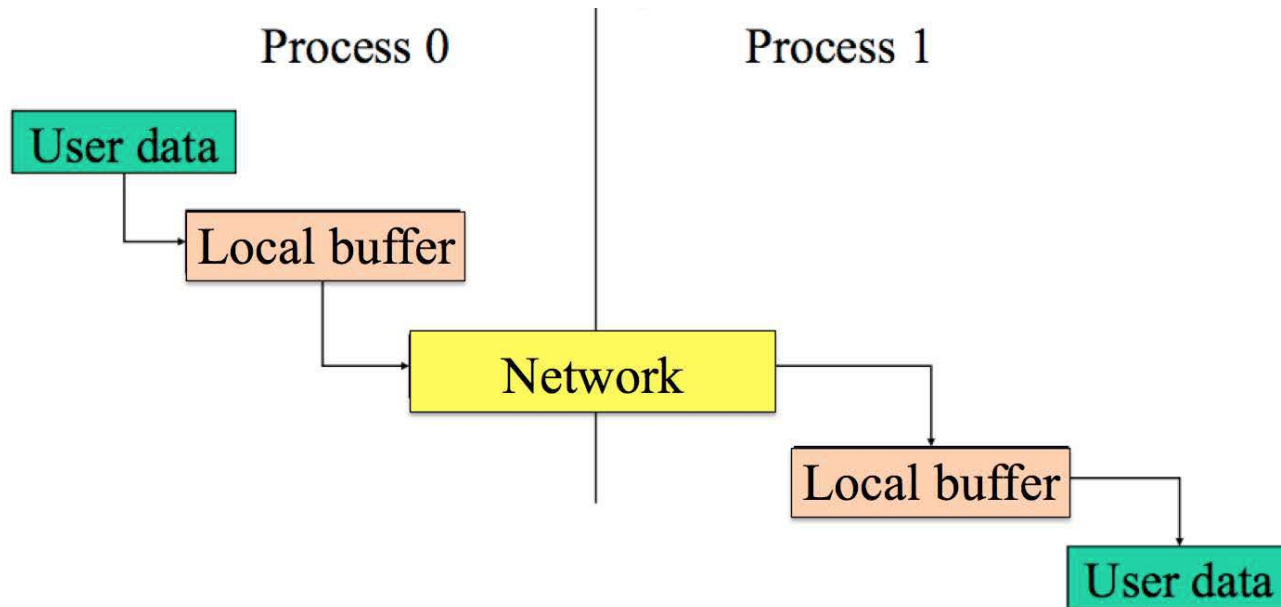 Process 0
Process 1
User data
Local buffer
Network
Local buffer
User data